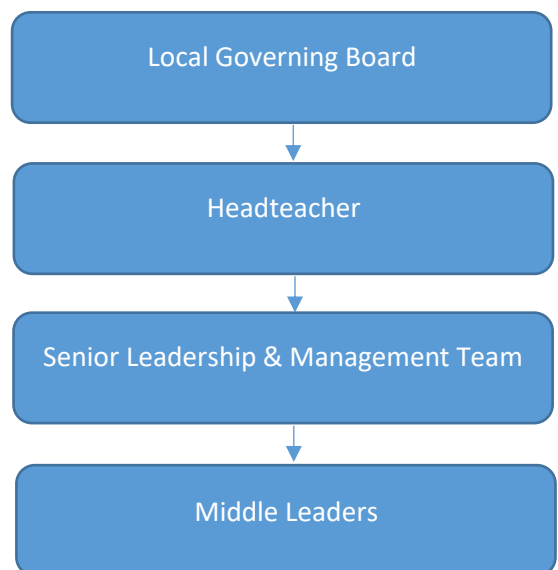 Local Governing Board
Headteacher
Senior Leadership & Management Team
Middle Leaders